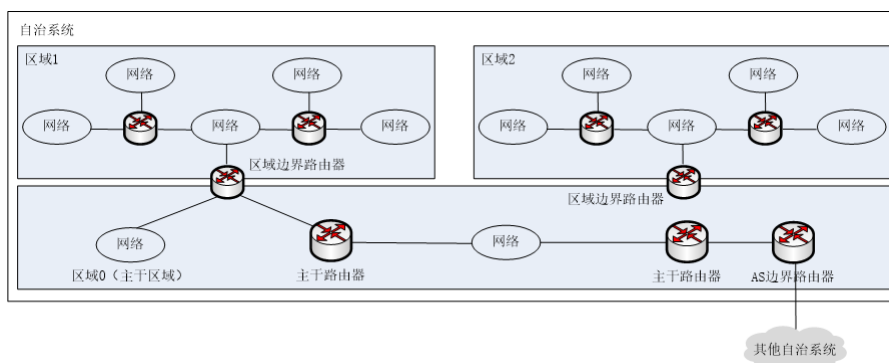 自治系统
区域1
区域2
网络
网络
网络
网络
网络
网络
网络
网络
网络
网络
区域边界路由器
区域边界路由器
网络
网络
区域0（主干区域）
主干路由器
主干路由器
AS边界路由器
其他自治系统